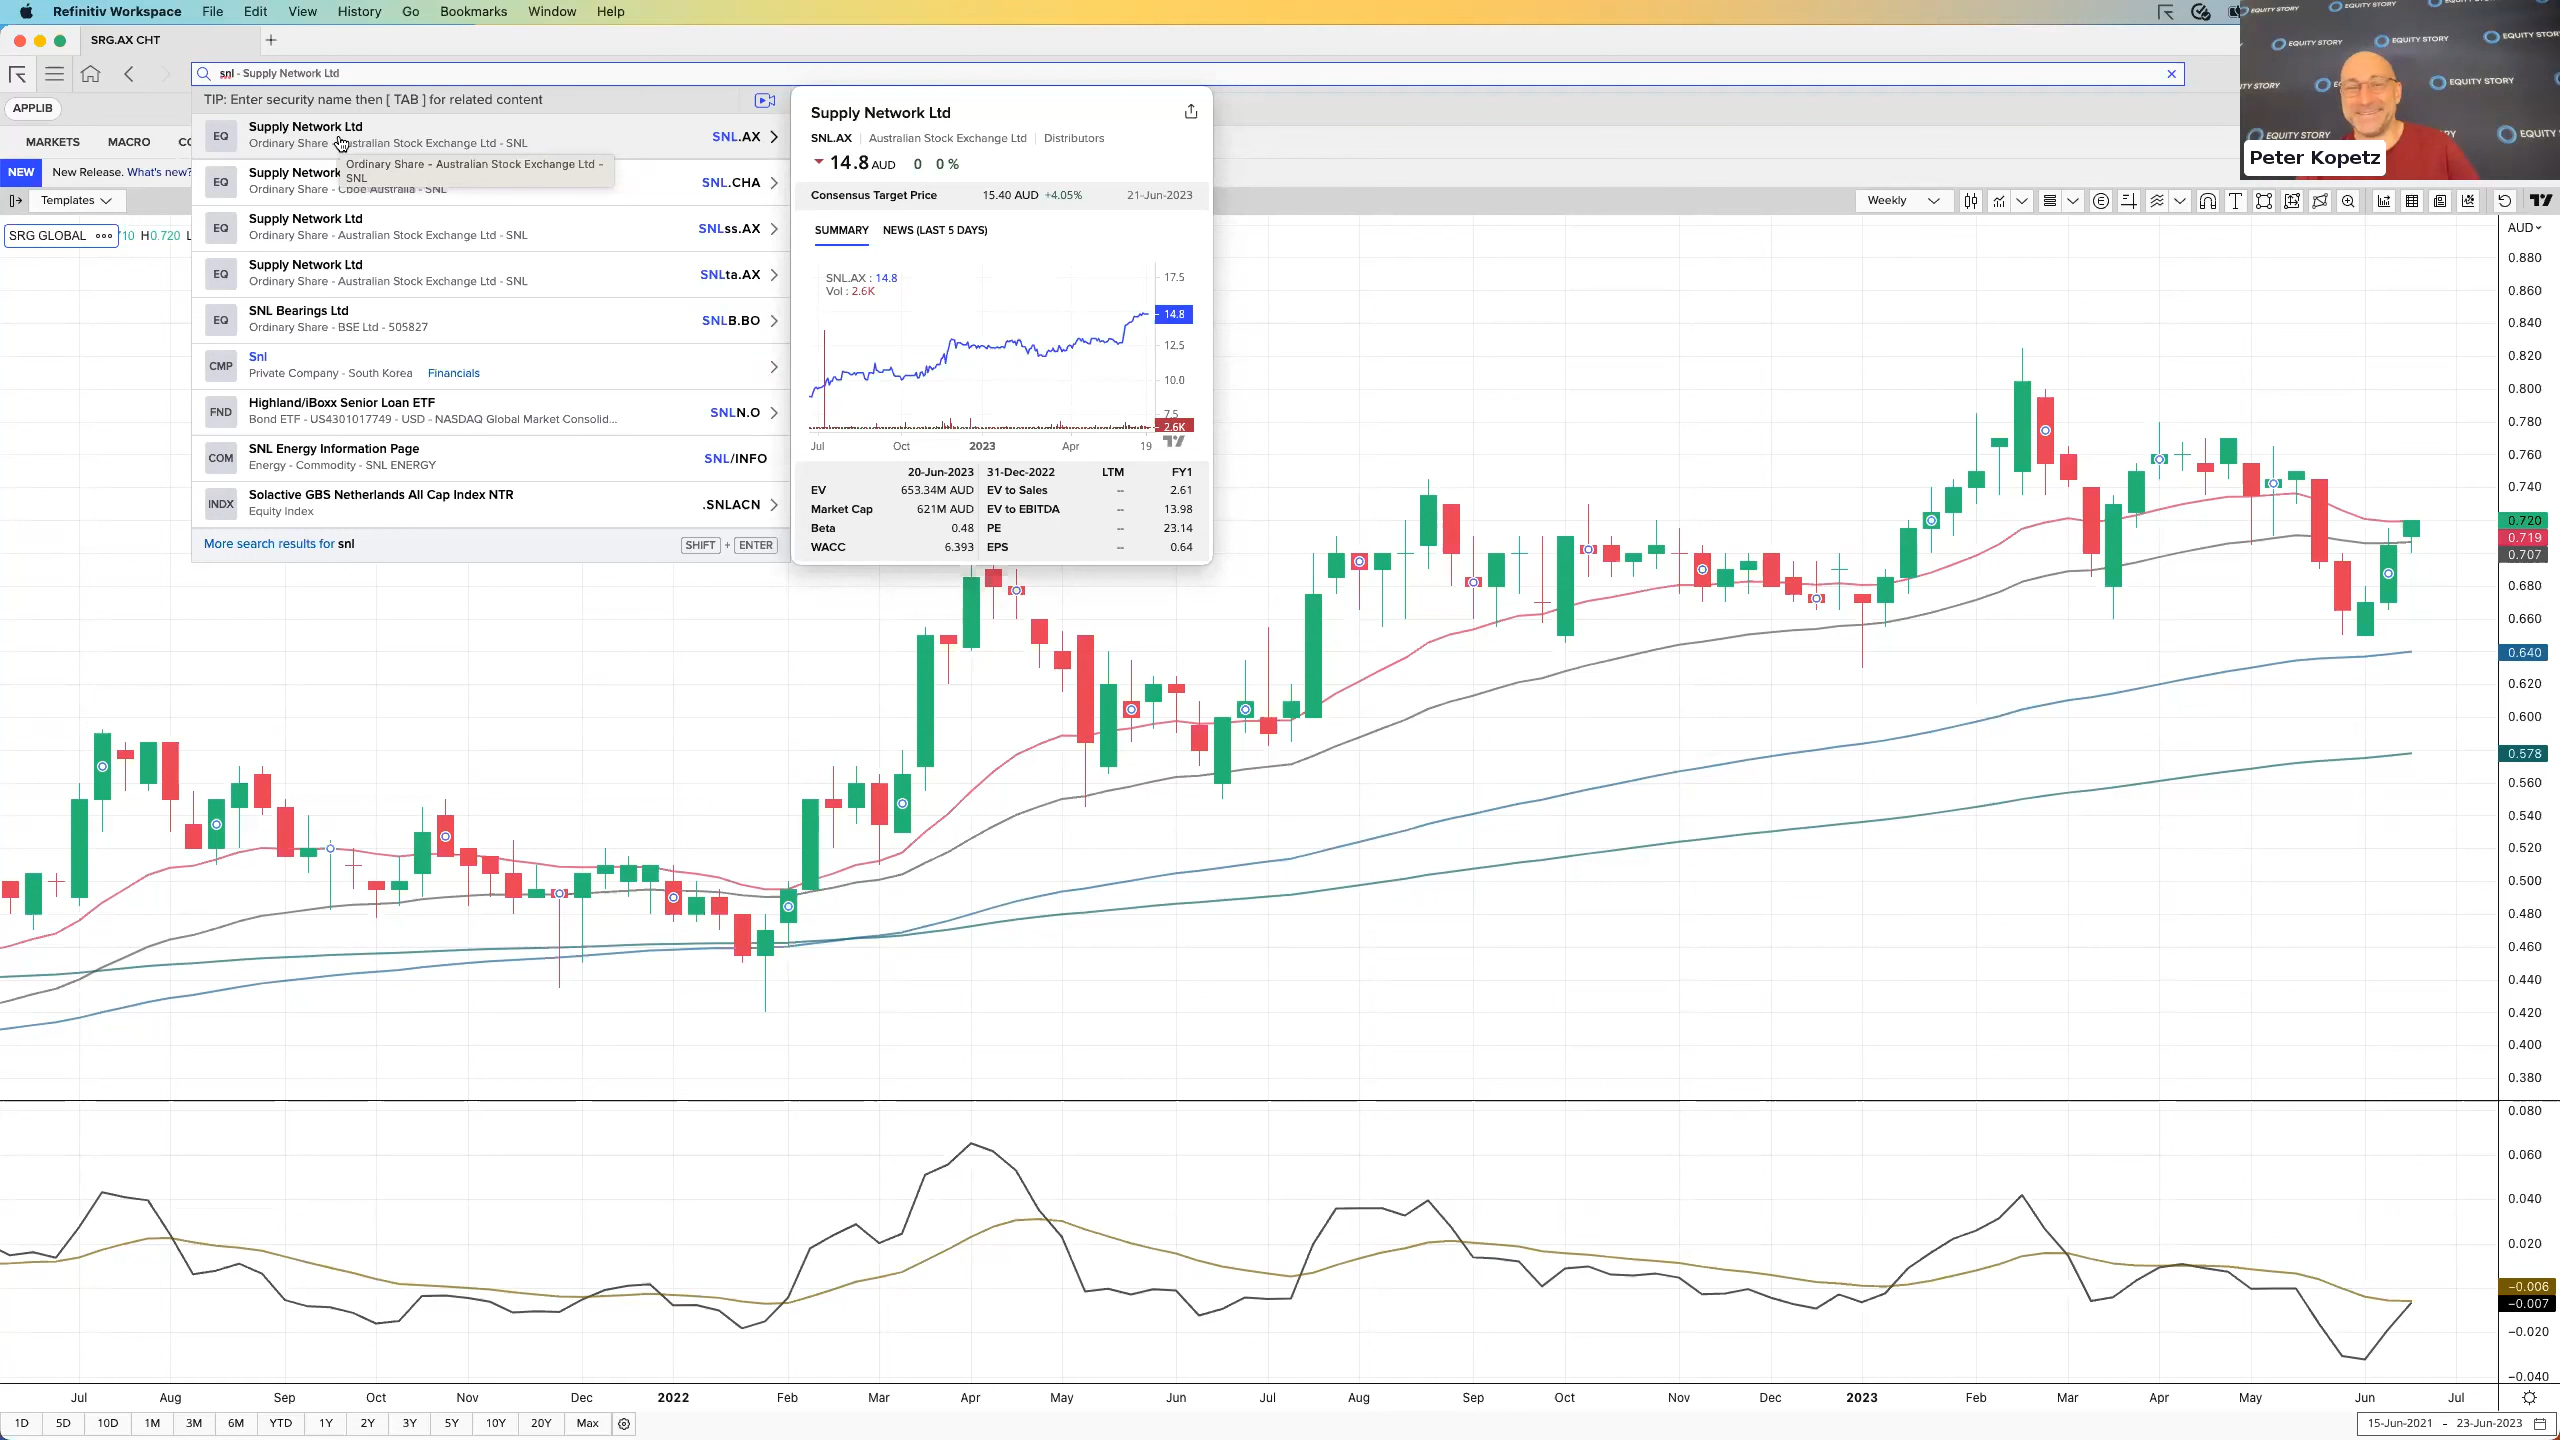 Refinitiv Workspace File Edit View History Go Bookmarks Window Help
SRG.AX CHT
snl - Supply Network Ltd
APPLIB
TIP: Enter security name then [ TAB ] for related content
MARKETS MACRO
NEW New Release. What's new?
Templates
SRG GLOBAL H0.720 L
EQ Supply Network Ltd SNL.AX
Ordinary Share - Australian Stock Exchange Ltd - SNL
Ordinary Share - Australian Stock Exchange Ltd -
SNL
EQ Supply Network SNL.CHA
Ordinary Share - Cboe Australia - SNL
EQ Supply Network Ltd SNLss.AX
Ordinary Share - Australian Stock Exchange Ltd - SNL
EQ Supply Network Ltd SNLta.AX
Ordinary Share - Australian Stock Exchange Ltd - SNL
EQ SNL Bearings Ltd SNLB.BO
Ordinary Share - BSE Ltd - 505827
CMP Snl
Private Company - South Korea Financials
FND Highland/iBoxx Senior Loan ETF SNLN.O
Bond ETF - US4301017749 - USD - NASDAQ Global Market Consolid...
COM SNL Energy Information Page SNL/INFO
Energy - Commodity - SNL ENERGY
INDX Solactive GBS Netherlands All Cap Index NTR .SNLACN
Equity Index
More search results for snl SHIFT + ENTER
Supply Network Ltd
SNL.AX Australian Stock Exchange Ltd Distributors
14.8 AUD 0 0 %
Consensus Target Price 15.40 AUD +4.05% 21-Jun-2023
SUMMARY NEWS (LAST 5 DAYS)
SNL.AX : 14.8
Vol : 2.6K
17.5
14.8
12.5
10.0
7.5
2.6K
Jul Oct 2023 Apr 19
20-Jun-2023 31-Dec-2022 LTM FY1
EV 653.34M AUD EV to Sales -- 2.61
Market Cap 621M AUD EV to EBITDA -- 13.98
Beta 0.48 PE -- 23.14
WACC 6.393 EPS -- 0.64
EQUITY STORY EQUITY STORY
EQUITY STORY EQUITY STORY
EQUITY STORY
EQUITY STORY
Peter Kopetz
Weekly
AUD
0.880
0.860
0.840
0.820
0.800
0.780
0.760
0.740
0.720
0.719
0.707
0.680
0.660
0.640
0.620
0.600
0.578
0.560
0.540
0.520
0.500
0.480
0.460
0.440
0.420
0.400
0.380
0.080
0.060
0.040
0.020
−0.006
−0.007
−0.020
−0.040
Jul Aug Sep Oct Nov Dec 2022 Feb Mar Apr May Jun Jul Aug Sep Oct Nov Dec 2023 Feb Mar Apr May Jun Jul
1D 5D 10D 1M 3M 6M YTD 1Y 2Y 3Y 5Y 10Y 20Y Max
15-Jun-2021 - 23-Jun-2023